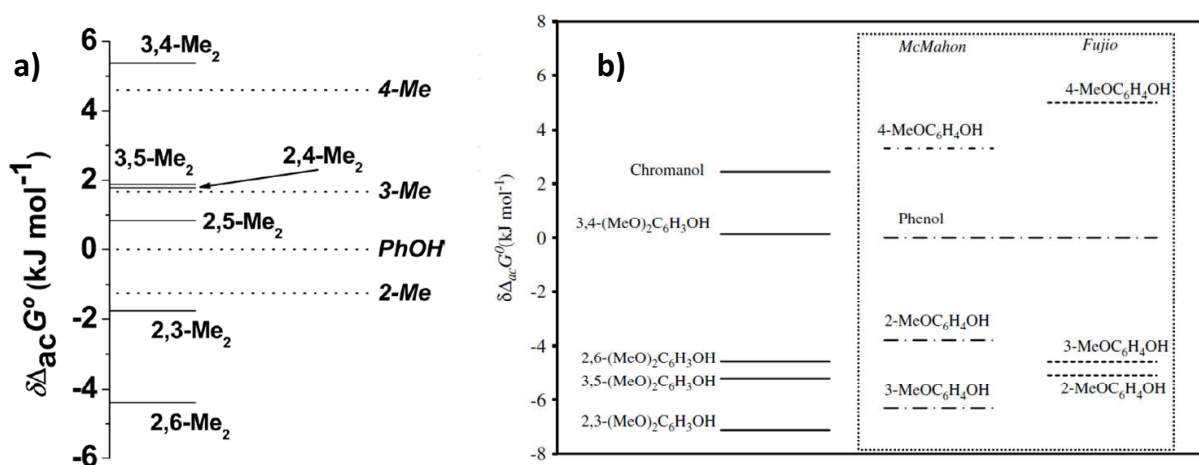 a)
δΔacG° (kJ mol⁻¹)
6
4
2
0
-2
-4
-6
3,4-Me₂
4-Me
3,5-Me₂
2,4-Me₂
3-Me
2,5-Me₂
PhOH
2-Me
2,3-Me₂
2,6-Me₂
b)
δΔacG⁰(kJ mol⁻¹)
8
6
4
2
0
-2
-4
-6
-8
McMahon Fujio
4-MeOC₆H₄OH
4-MeOC₆H₄OH
Chromanol
3,4-(MeO)₂C₆H₃OH
Phenol
2-MeOC₆H₄OH
2,6-(MeO)₂C₆H₃OH
3-MeOC₆H₄OH
3,5-(MeO)₂C₆H₃OH
3-MeOC₆H₄OH
2-MeOC₆H₄OH
2,3-(MeO)₂C₆H₃OH